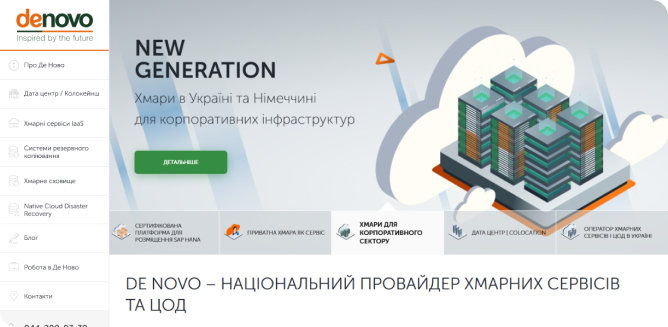 denovo
Inspired by the future
Про Де Ново
Дата центр / Колокейшн
Хмарні сервіси IaaS
Системи резервного
копіювання
Хмарне сховище
Native Cloud Disaster
Recovery
Блог
Робота в Де Ново
Контакти
NEW
GENERATION
Хмари в Україні та Німеччині
для корпоративних інфраструктур
ДЕТАЛЬНІШЕ
СЕРТИФІКОВАНА
ПЛАТФОРМА ДЛЯ
РОЗМІЩЕННЯ SAP HANA
ПРИВАТНА ХМАРА ЯК СЕРВІС
ХМАРИ ДЛЯ
КОРПОРАТИВНОГО
СЕКТОРУ
ДАТА ЦЕНТР | COLOCATION
ОПЕРАТОР ХМАРНИХ
СЕРВІСІВ І ЦОД В УКРАЇНІ
DE NOVO – НАЦІОНАЛЬНИЙ ПРОВАЙДЕР ХМАРНИХ СЕРВІСІВ
ТА ЦОД